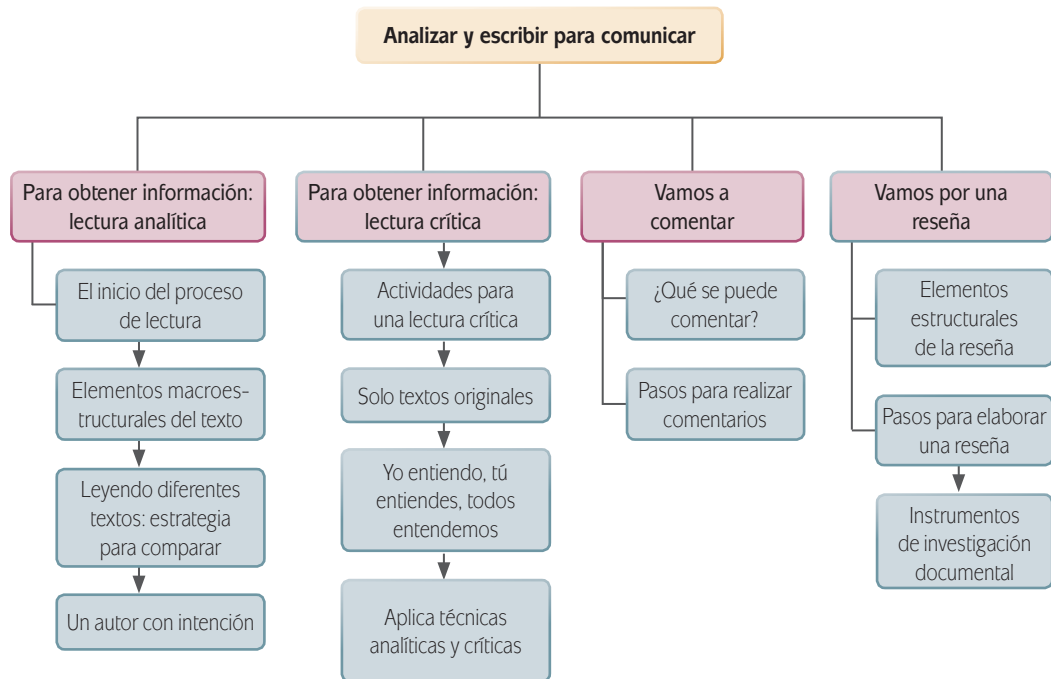 Analizar y escribir para comunicar
Para obtener información:
lectura analítica
El inicio del proceso
de lectura
Elementos macroes-
tructurales del texto
Leyendo diferentes
textos: estrategia
para comparar
Un autor con intención
Para obtener información:
lectura crítica
Actividades para
una lectura crítica
Solo textos originales
Yo entiendo, tú
entiendes, todos
entendemos
Aplica técnicas
analíticas y críticas
Vamos a
comentar
¿Qué se puede
comentar?
Pasos para realizar
comentarios
Vamos por una
reseña
Elementos
estructurales
de la reseña
Pasos para elaborar
una reseña
Instrumentos
de investigación
documental